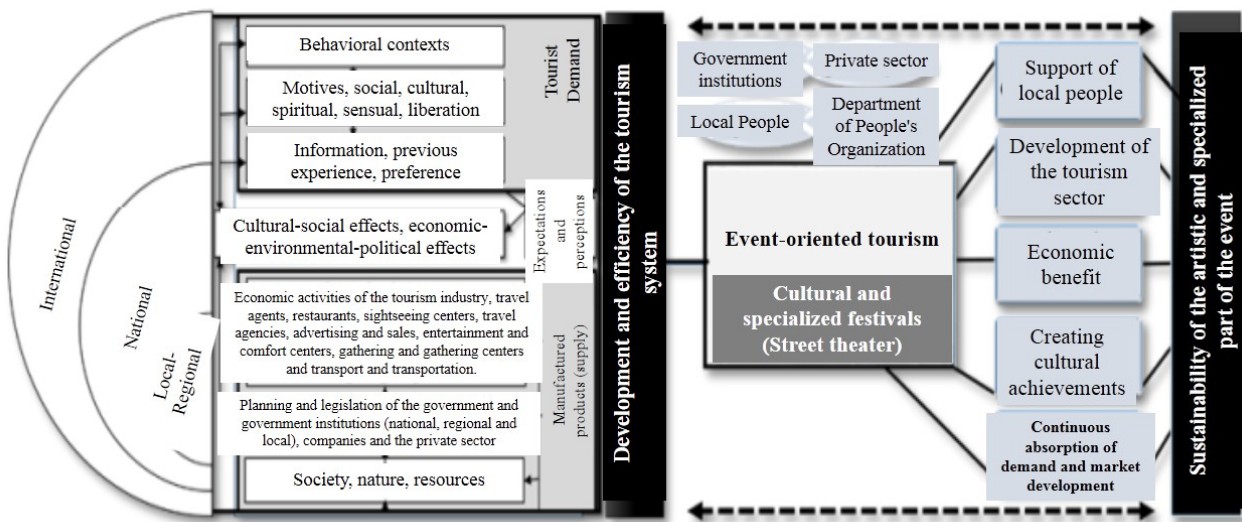 International
National
Local-
Regional
Behavioral contexts
Motives, social, cultural,
spiritual, sensual, liberation
Information, previous
experience, preference
Tourist
Demand
Cultural-social effects, economic-
environmental-political effects
Expectations
and
perceptions
Economic activities of the tourism industry, travel
agents, restaurants, sightseeing centers, travel
agencies, advertising and sales, entertainment and
comfort centers, gathering and gathering centers
and transport and transportation.
Planning and legislation of the government and
government institutions (national, regional and
local), companies and the private sector
Society, nature, resources
Manufactured
products (supply)
Development and efficiency of the tourism
system
Government
institutions
Private sector
Local People
Department
of People's
Organization
Event-oriented tourism
Cultural and
specialized festivals
(Street theater)
Support of
local people
Development of
the tourism
sector
Economic
benefit
Creating
cultural
achievements
Continuous
absorption of
demand and market
development
Sustainability of the artistic and specialized
part of the event